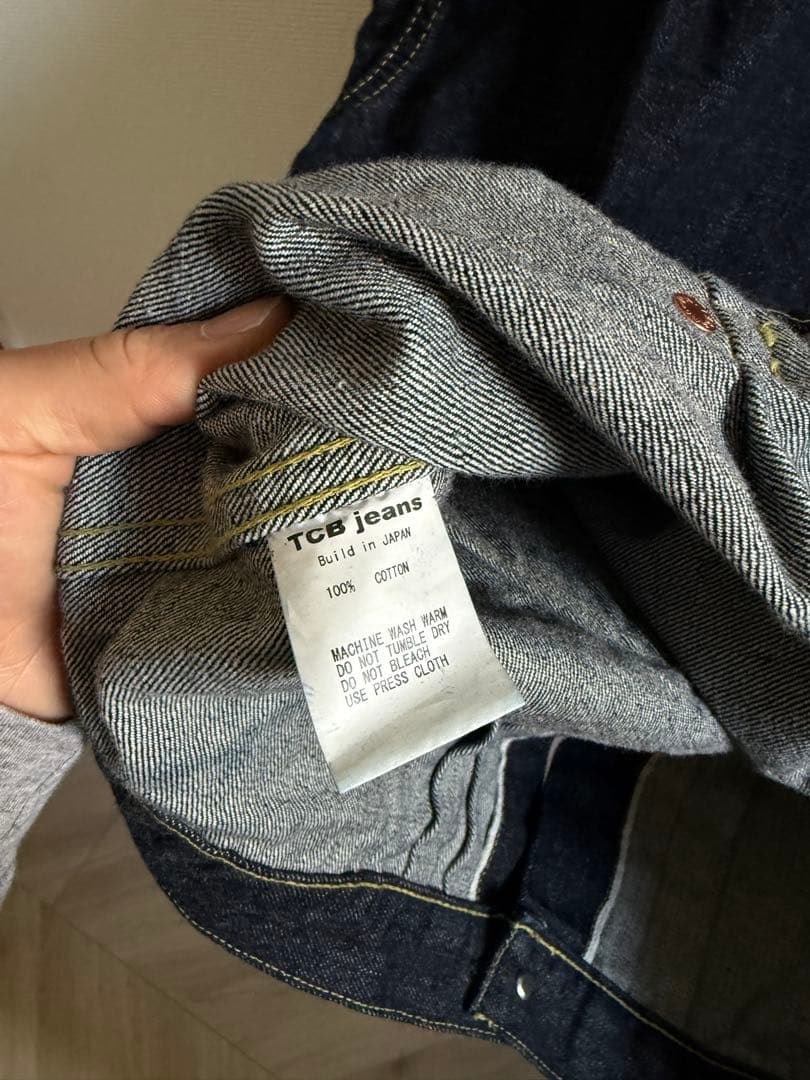 TCB jeans
Build in JAPAN
100% COTTON
MACHINE WASH WARM
DO NOT TUMBLE DRY
DO NOT BLEACH
USE PRESS CLOTH